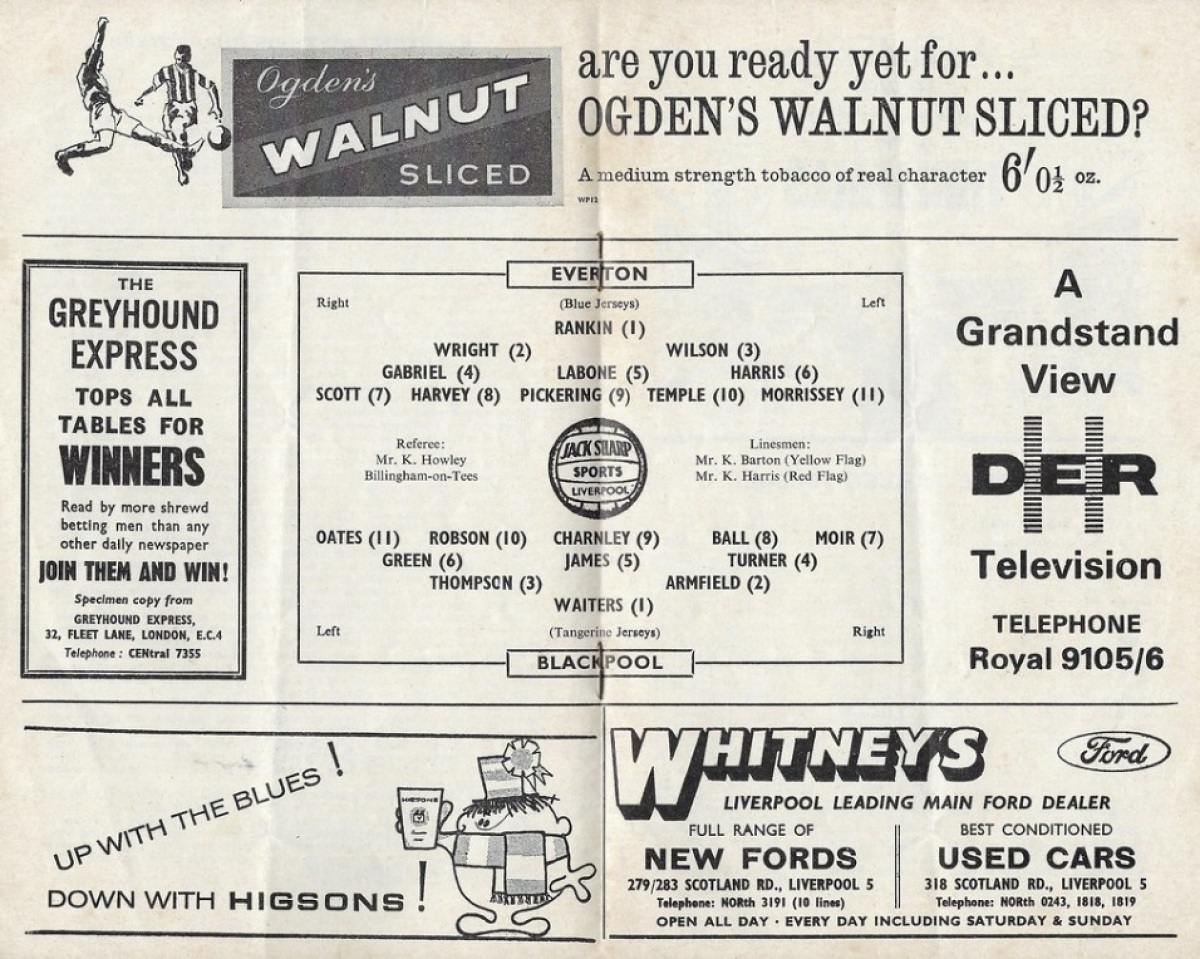 Ogden's
WALNUT
SLICED
are you ready yet for...
OGDEN'S WALNUT SLICED?
A medium strength tobacco of real character 6'0½ oz.
WP12
THE
GREYHOUND
EXPRESS
TOPS ALL
TABLES FOR
WINNERS
Read by more shrewd
betting men than any
other daily newspaper
JOIN THEM AND WIN!
Specimen copy from
GREYHOUND EXPRESS,
32, FLEET LANE, LONDON, E.C.4
Telephone : CENtral 7355
EVERTON
Right (Blue Jerseys) Left
RANKIN (1)
WRIGHT (2) WILSON (3)
GABRIEL (4) LABONE (5) HARRIS (6)
SCOTT (7) HARVEY (8) PICKERING (9) TEMPLE (10) MORRISSEY (11)
Referee:
Mr. K. Howley
Billingham-on-Tees
JACK SHARP
SPORTS
LIVERPOOL
Linesmen:
Mr. K. Barton (Yellow Flag)
Mr. K. Harris (Red Flag)
OATES (11) ROBSON (10) CHARNLEY (9) BALL (8) MOIR (7)
GREEN (6) JAMES (5) TURNER (4)
THOMPSON (3) ARMFIELD (2)
WAITERS (1)
Left (Tangerine Jerseys) Right
BLACKPOOL
A
Grandstand
View
DER
Television
TELEPHONE
Royal 9105/6
UP WITH THE BLUES !
DOWN WITH HIGSONS !
HIGSONS
WHITNEY'S
Ford
LIVERPOOL LEADING MAIN FORD DEALER
FULL RANGE OF
NEW FORDS
279/283 SCOTLAND RD., LIVERPOOL 5
Telephone: NORth 3191 (10 lines)
BEST CONDITIONED
USED CARS
318 SCOTLAND RD., LIVERPOOL 5
Telephone: NORth 0243, 1818, 1819
OPEN ALL DAY · EVERY DAY INCLUDING SATURDAY & SUNDAY